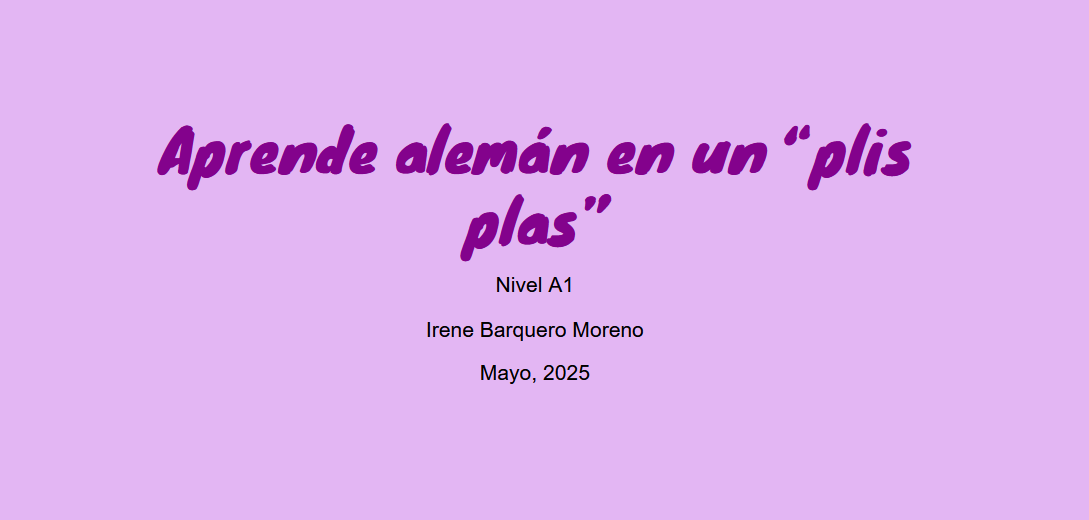 Aprende alemán en un “plis
plas”
Nivel A1
Irene Barquero Moreno
Mayo, 2025